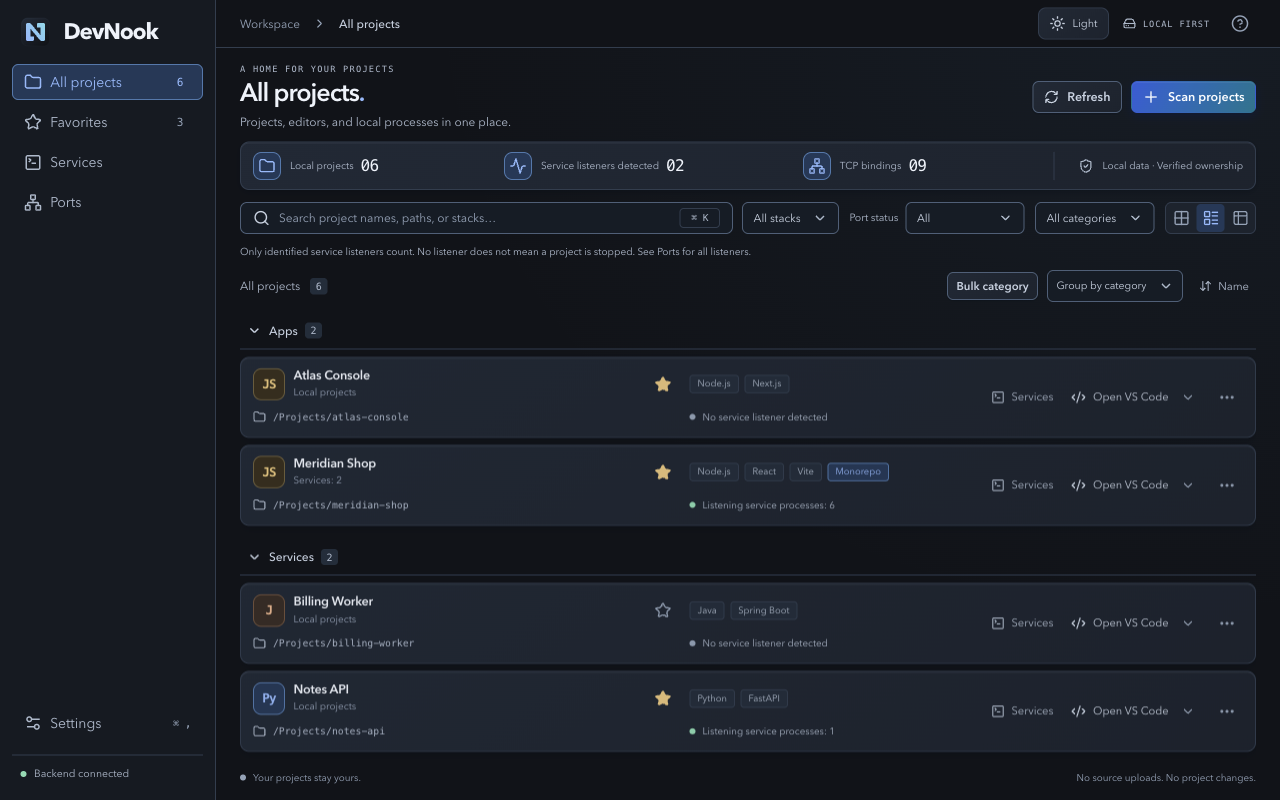 DevNook
All projects 6
Favorites 3
Services
Ports
Settings ⌘ ,
Backend connected
Workspace > All projects
Light
LOCAL FIRST
A HOME FOR YOUR PROJECTS
All projects.
Projects, editors, and local processes in one place.
Refresh
Scan projects
Local projects 06
Service listeners detected 02
TCP bindings 09
Local data · Verified ownership
Search project names, paths, or stacks… ⌘ K
All stacks
Port status
All
All categories
Only identified service listeners count. No listener does not mean a project is stopped. See Ports for all listeners.
All projects 6
Bulk category
Group by category
Name
Apps 2
JS
Atlas Console
Local projects
/Projects/atlas-console
Node.js Next.js
No service listener detected
Services
Open VS Code
JS
Meridian Shop
Services: 2
/Projects/meridian-shop
Node.js React Vite Monorepo
Listening service processes: 6
Services
Open VS Code
Services 2
J
Billing Worker
Local projects
/Projects/billing-worker
Java Spring Boot
No service listener detected
Services
Open VS Code
Py
Notes API
Local projects
/Projects/notes-api
Python FastAPI
Listening service processes: 1
Services
Open VS Code
Your projects stay yours.
No source uploads. No project changes.